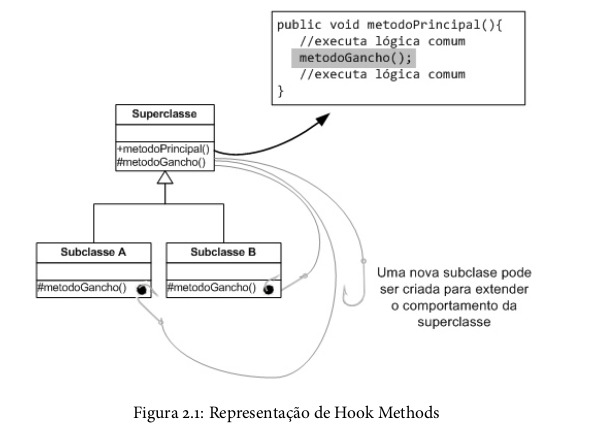 public void metodoPrincipal(){
//executa lógica comum
metodoGancho();
//executa lógica comum
}
Superclasse
+metodoPrincipal()
#metodoGancho()
Subclasse A
#metodoGancho()
Subclasse B
#metodoGancho()
Uma nova subclase pode
ser criada para extender
o comportamento da
superclasse
Figura 2.1: Representação de Hook Methods